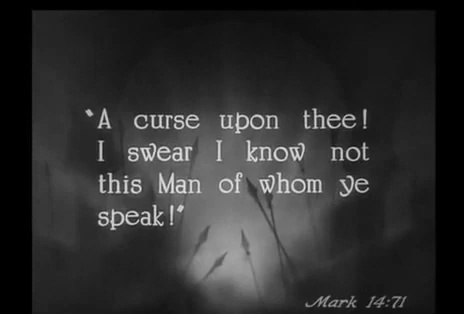 "A curse upon thee!
I swear I know not
this Man of whom ye
speak!"
Mark 14:71